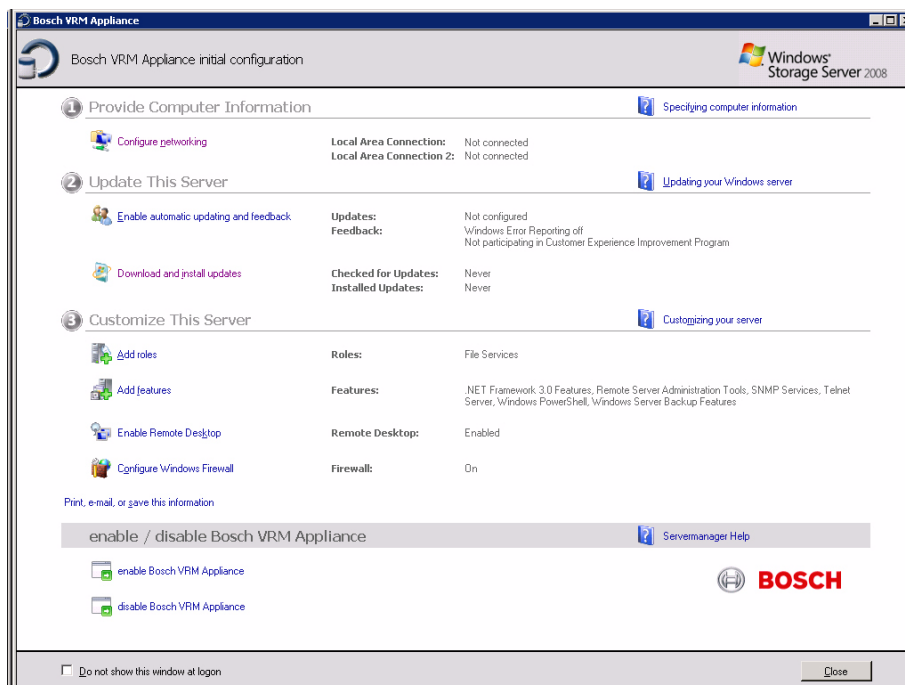 Bosch VRM Appliance
Bosch VRM Appliance initial configuration
Windows®
Storage Server 2008
1 Provide Computer Information
Specifying computer information
Configure networking
Local Area Connection: Not connected
Local Area Connection 2: Not connected
2 Update This Server
Updating your Windows server
Enable automatic updating and feedback
Updates: Not configured
Feedback: Windows Error Reporting off
Not participating in Customer Experience Improvement Program
Download and install updates
Checked for Updates: Never
Installed Updates: Never
3 Customize This Server
Customizing your server
Add roles
Roles: File Services
Add features
Features: .NET Framework 3.0 Features, Remote Server Administration Tools, SNMP Services, Telnet
Server, Windows PowerShell, Windows Server Backup Features
Enable Remote Desktop
Remote Desktop: Enabled
Configure Windows Firewall
Firewall: On
Print, e-mail, or save this information
enable / disable Bosch VRM Appliance
Servermanager Help
enable Bosch VRM Appliance
BOSCH
disable Bosch VRM Appliance
Do not show this window at logon
Close